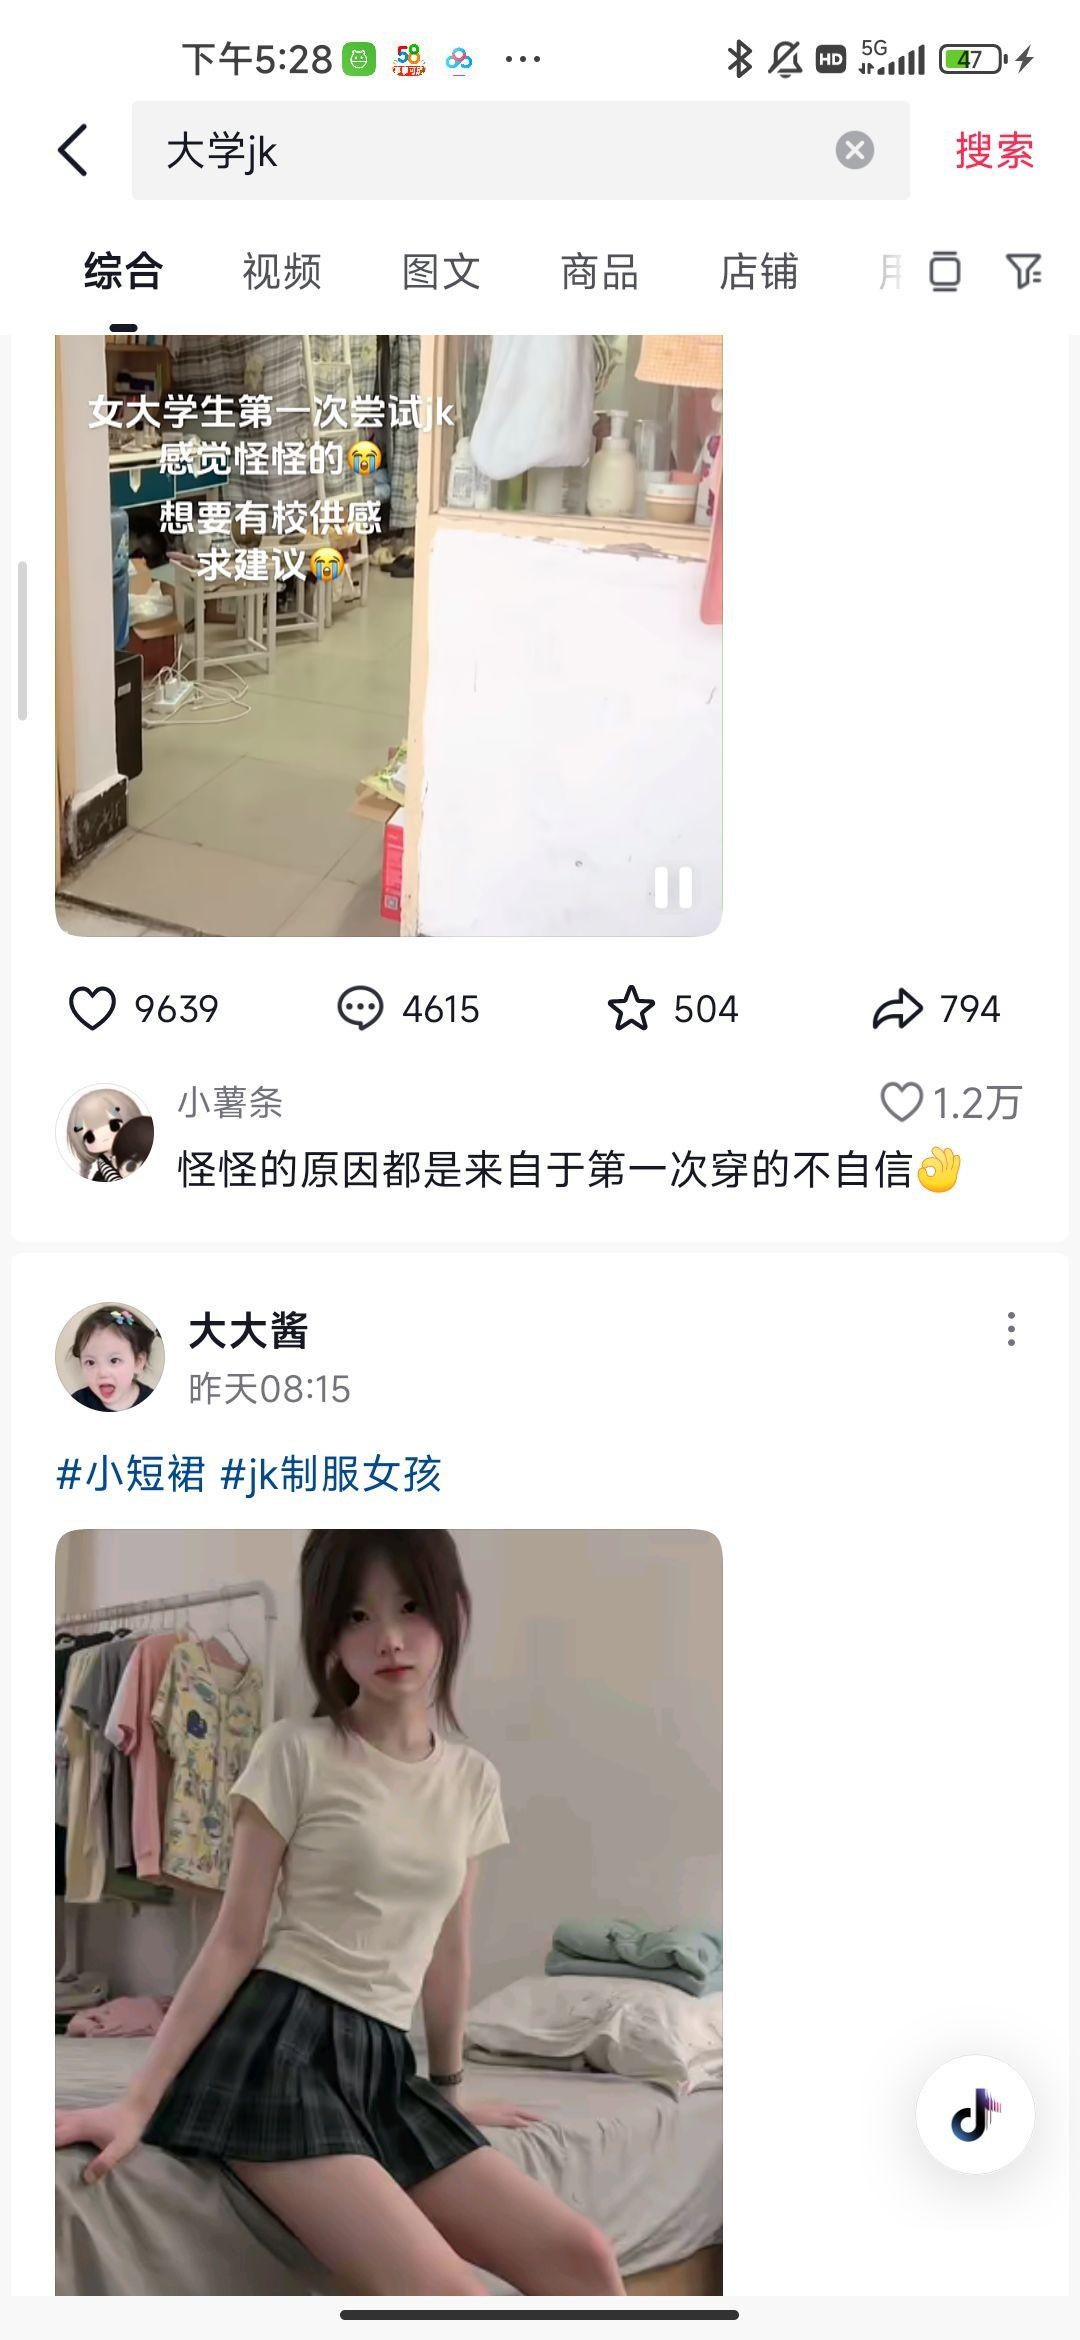 下午5:28
58
HD
5G
47
大学jk
搜索
综合
视频
图文
商品
店铺
女大学生第一次尝试jk
感觉怪怪的😭
想要有校供感
求建议😭
9639
4615
504
794
小薯条
1.2万
怪怪的原因都是来自于第一次穿的不自信👌
大大酱
昨天08:15
#小短裙 #jk制服女孩